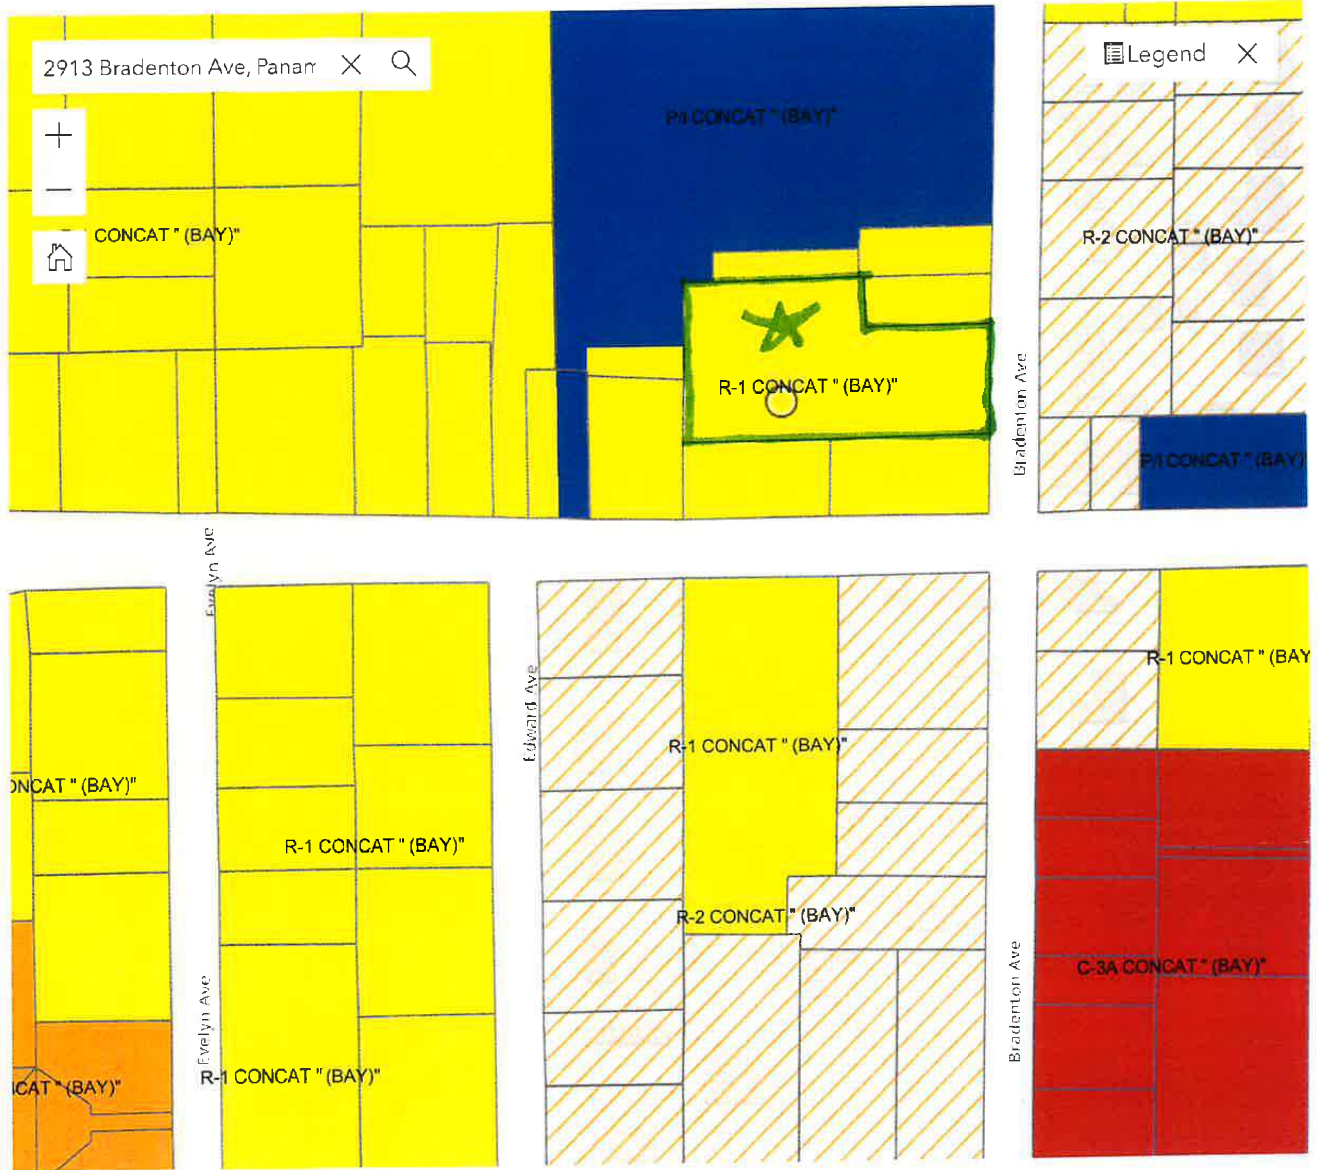 2913 Bradenton Ave, Panam
Legend
P/I CONCAT " (BAY)"
CONCAT " (BAY)"
R-2 CONCAT " (BAY)"
R-1 CONCAT " (BAY)"
Bradenton Ave
P/I CONCAT " (BAY)
Evelyn Ave
R-1 CONCAT " (BAY
Edward Ave
R-1 CONCAT " (BAY)"
ONCAT " (BAY)"
R-1 CONCAT " (BAY)"
R-2 CONCAT " (BAY)"
C-3A CONCAT " (BAY)"
Bradenton Ave
Evelyn Ave
R-1 CONCAT " (BAY)"
CAT " (BAY)"